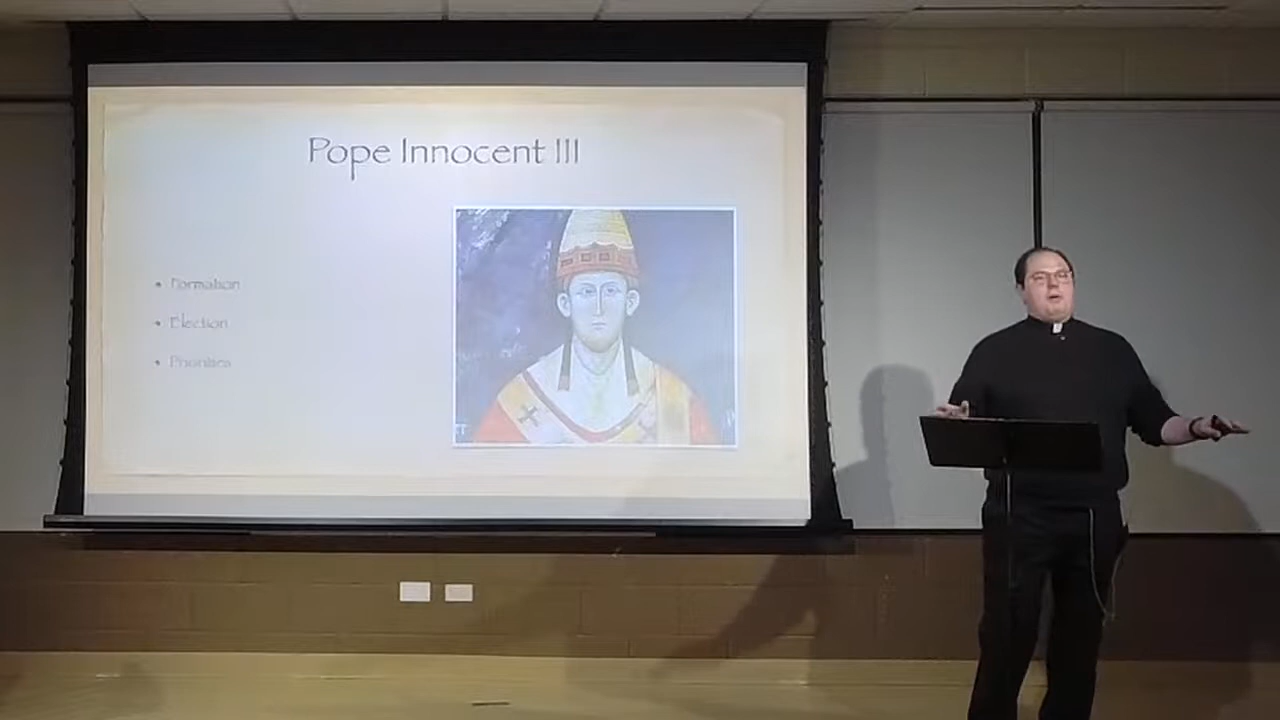 Pope Innocent III
• Formation
• Election
• Priorities